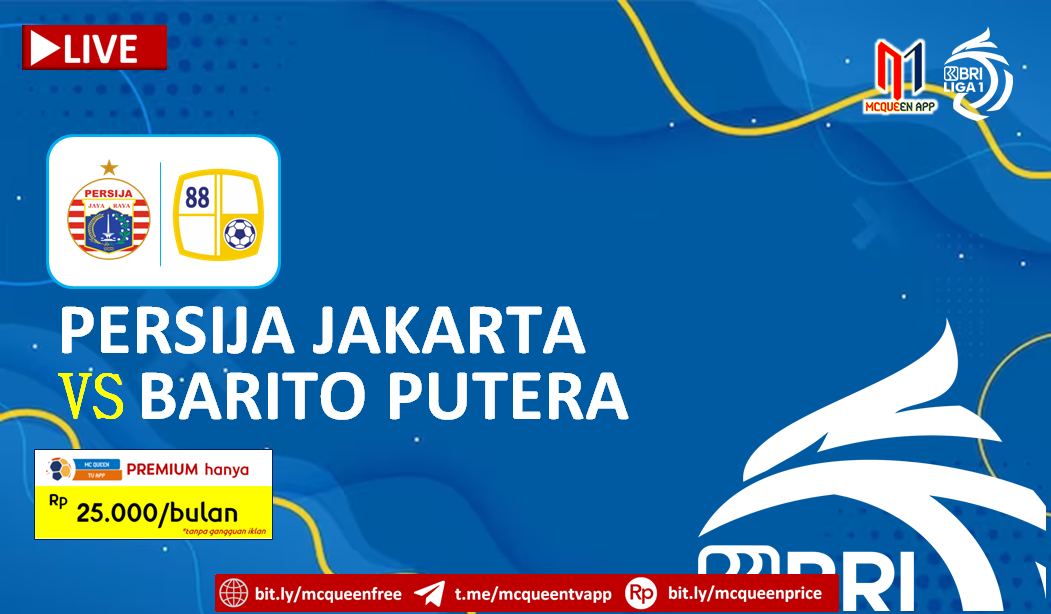 LIVE
MCQUEEN APP
BRI
LIGA 1
PERSIJA
JAYA RAYA
88
PERSIJA JAKARTA
VS BARITO PUTERA
MC QUEEN
TV APP
PREMIUM hanya
Rp 25.000/bulan
*tanpa gangguan iklan
BRI
bit.ly/mcqueenfree t.me/mcqueentvapp Rp bit.ly/mcqueenprice